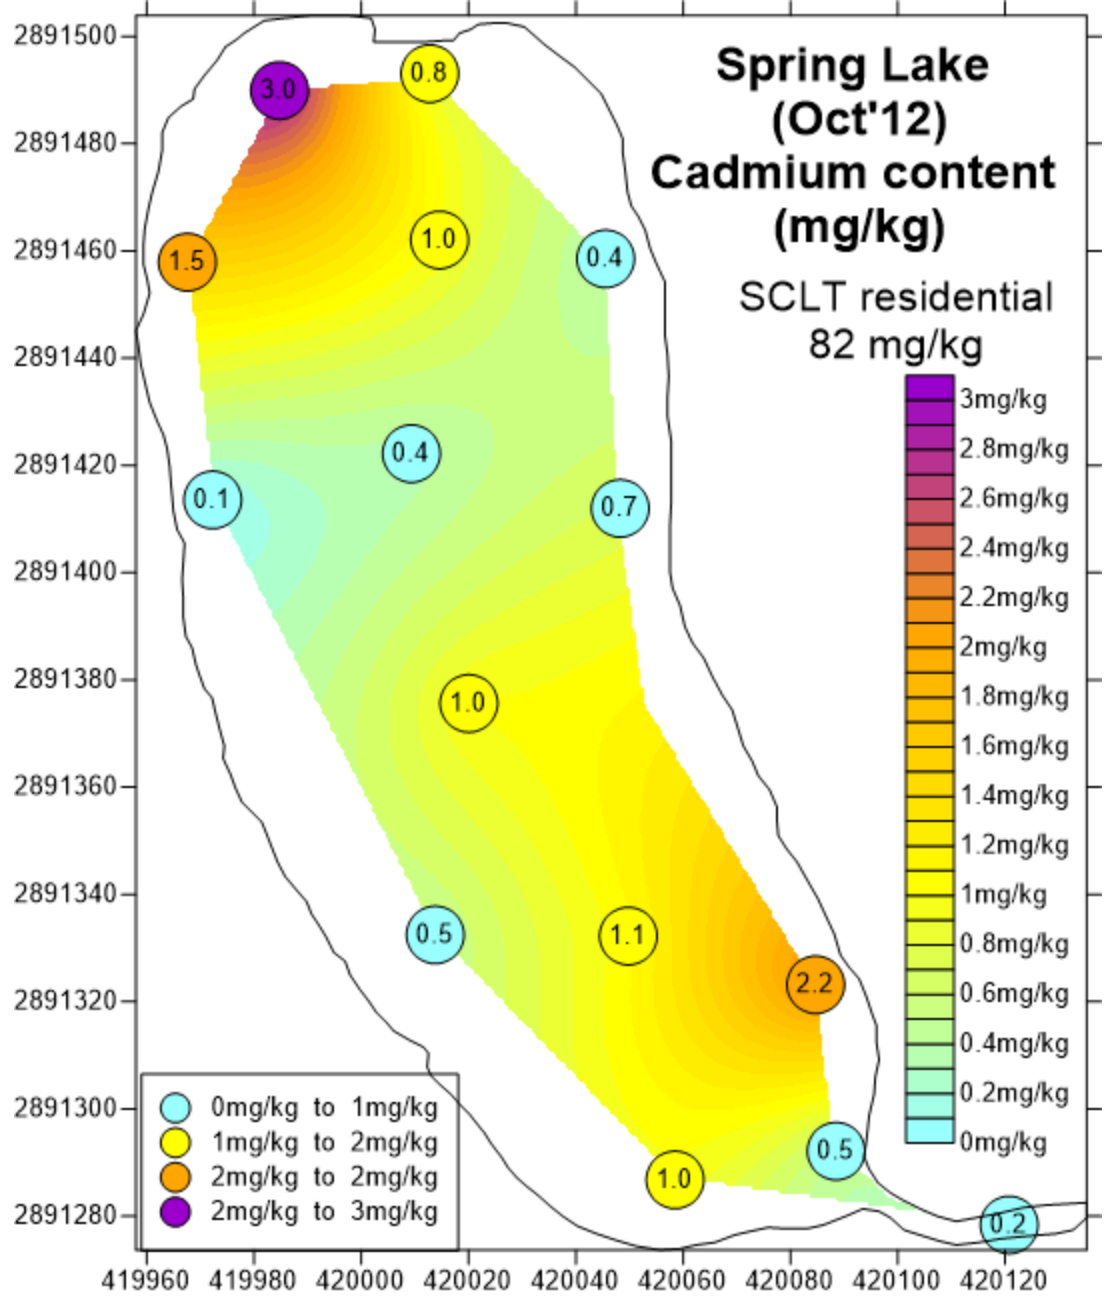 Spring Lake
(Oct'12)
Cadmium content
(mg/kg)
SCLT residential
82 mg/kg
3mg/kg
2.8mg/kg
2.6mg/kg
2.4mg/kg
2.2mg/kg
2mg/kg
1.8mg/kg
1.6mg/kg
1.4mg/kg
1.2mg/kg
1mg/kg
0.8mg/kg
0.6mg/kg
0.4mg/kg
0.2mg/kg
0mg/kg
2891500
2891480
2891460
2891440
2891420
2891400
2891380
2891360
2891340
2891320
2891300
2891280
3.0
0.8
1.0
0.4
1.5
0.4
0.1
0.7
1.0
0.5
1.1
2.2
0.5
1.0
0.2
0mg/kg to 1mg/kg
1mg/kg to 2mg/kg
2mg/kg to 2mg/kg
2mg/kg to 3mg/kg
419960 419980 420000 420020 420040 420060 420080 420100 420120